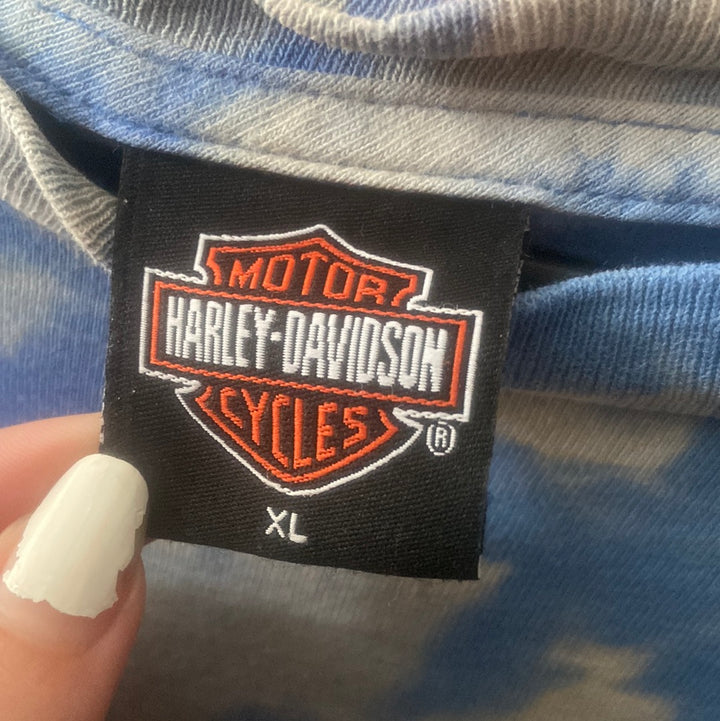 MOTOR
HARLEY-DAVIDSON
CYCLES
®
XL